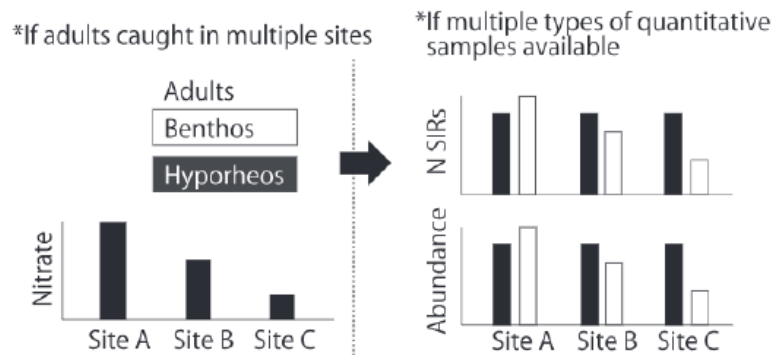 *If adults caught in multiple sites
Adults
Benthos
Hyporheos
Nitrate
Site A Site B Site C
*If multiple types of quantitative
samples available
N SIRs
Abundance
Site A Site B Site C